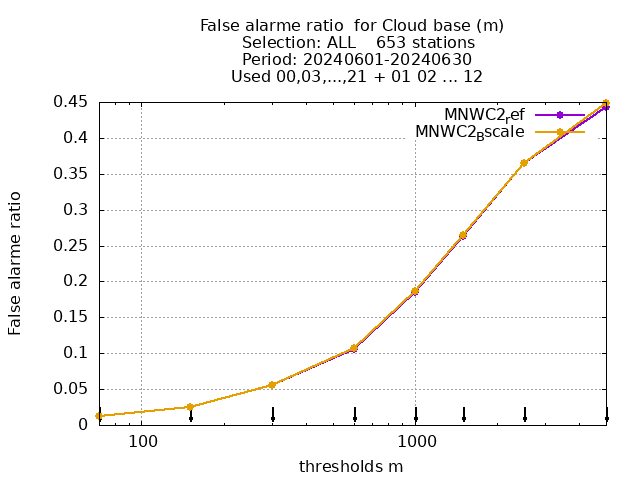 False alarme ratio  for Cloud base (m)
Selection: ALL    653 stations
Period: 20240601-20240630
Used 00,03,...,21 + 01 02 ... 12
MNWC2ref
MNWC2Bscale
0.45
0.4
0.35
0.3
0.25
0.2
0.15
0.1
0.05
0
False alarme ratio
100
1000
thresholds m